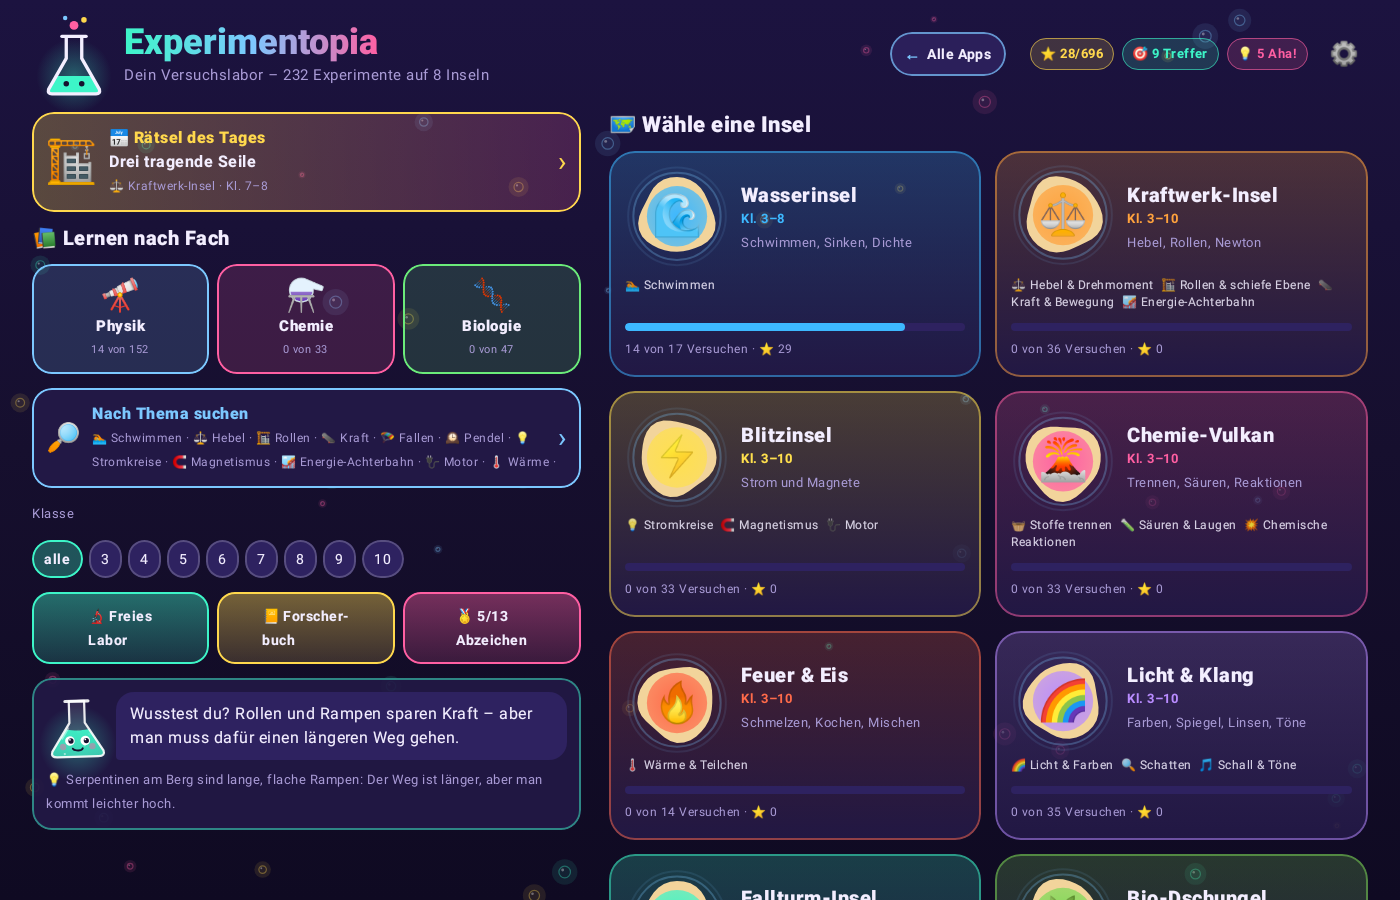 Experimentopia
Dein Versuchslabor – 232 Experimente auf 8 Inseln
← Alle Apps
28/696
9 Treffer
5 Aha!
Rätsel des Tages
Drei tragende Seile
Kraftwerk-Insel · Kl. 7–8
Lernen nach Fach
Physik
14 von 152
Chemie
0 von 33
Biologie
0 von 47
Nach Thema suchen
Schwimmen · Hebel · Rollen · Kraft · Fallen · Pendel ·
Stromkreise · Magnetismus · Energie-Achterbahn · Motor · Wärme ·
Klasse
alle 3 4 5 6 7 8 9 10
Freies
Labor
Forscher-
buch
5/13
Abzeichen
Wusstest du? Rollen und Rampen sparen Kraft – aber
man muss dafür einen längeren Weg gehen.
Serpentinen am Berg sind lange, flache Rampen: Der Weg ist länger, aber man
kommt leichter hoch.
Wähle eine Insel
Wasserinsel
Kl. 3–8
Schwimmen, Sinken, Dichte
Schwimmen
14 von 17 Versuchen · 29
Kraftwerk-Insel
Kl. 3–10
Hebel, Rollen, Newton
Hebel & Drehmoment Rollen & schiefe Ebene
Kraft & Bewegung Energie-Achterbahn
0 von 36 Versuchen · 0
Blitzinsel
Kl. 3–10
Strom und Magnete
Stromkreise Magnetismus Motor
0 von 33 Versuchen · 0
Chemie-Vulkan
Kl. 3–10
Trennen, Säuren, Reaktionen
Stoffe trennen Säuren & Laugen Chemische
Reaktionen
0 von 33 Versuchen · 0
Feuer & Eis
Kl. 3–10
Schmelzen, Kochen, Mischen
Wärme & Teilchen
0 von 14 Versuchen · 0
Licht & Klang
Kl. 3–10
Farben, Spiegel, Linsen, Töne
Licht & Farben Schatten Schall & Töne
0 von 35 Versuchen · 0
Fallturm-Insel
Bio-Dschungel